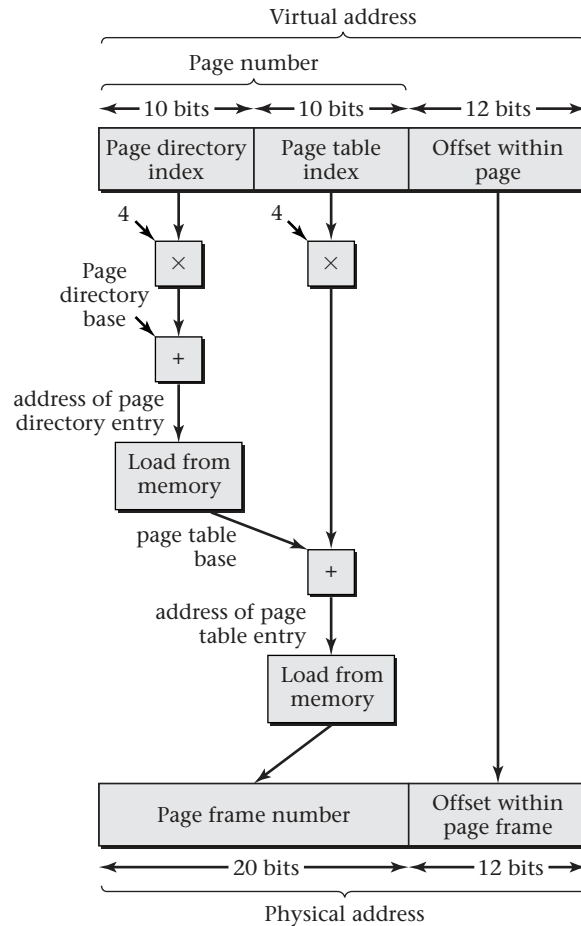 Virtual address
Page number
10 bits 10 bits 12 bits
Page directory
index
Page table
index
Offset within
page
4
×
4
×
Page
directory
base
+
address of page
directory entry
Load from
memory
page table
base
+
address of page
table entry
Load from
memory
Page frame number
Offset within
page frame
20 bits 12 bits
Physical address